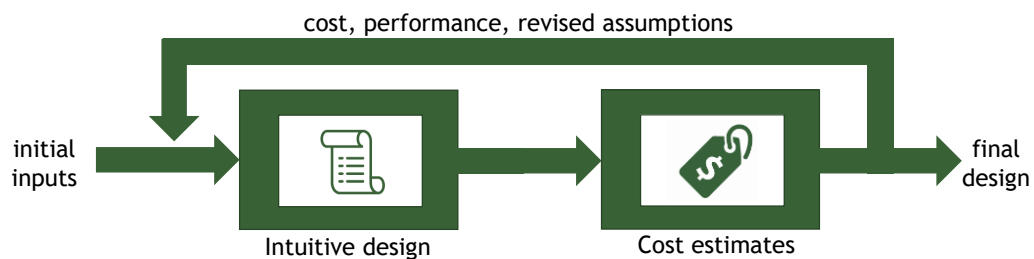 cost, performance, revised assumptions
initial
inputs
$
final
design
Intuitive design
Cost estimates